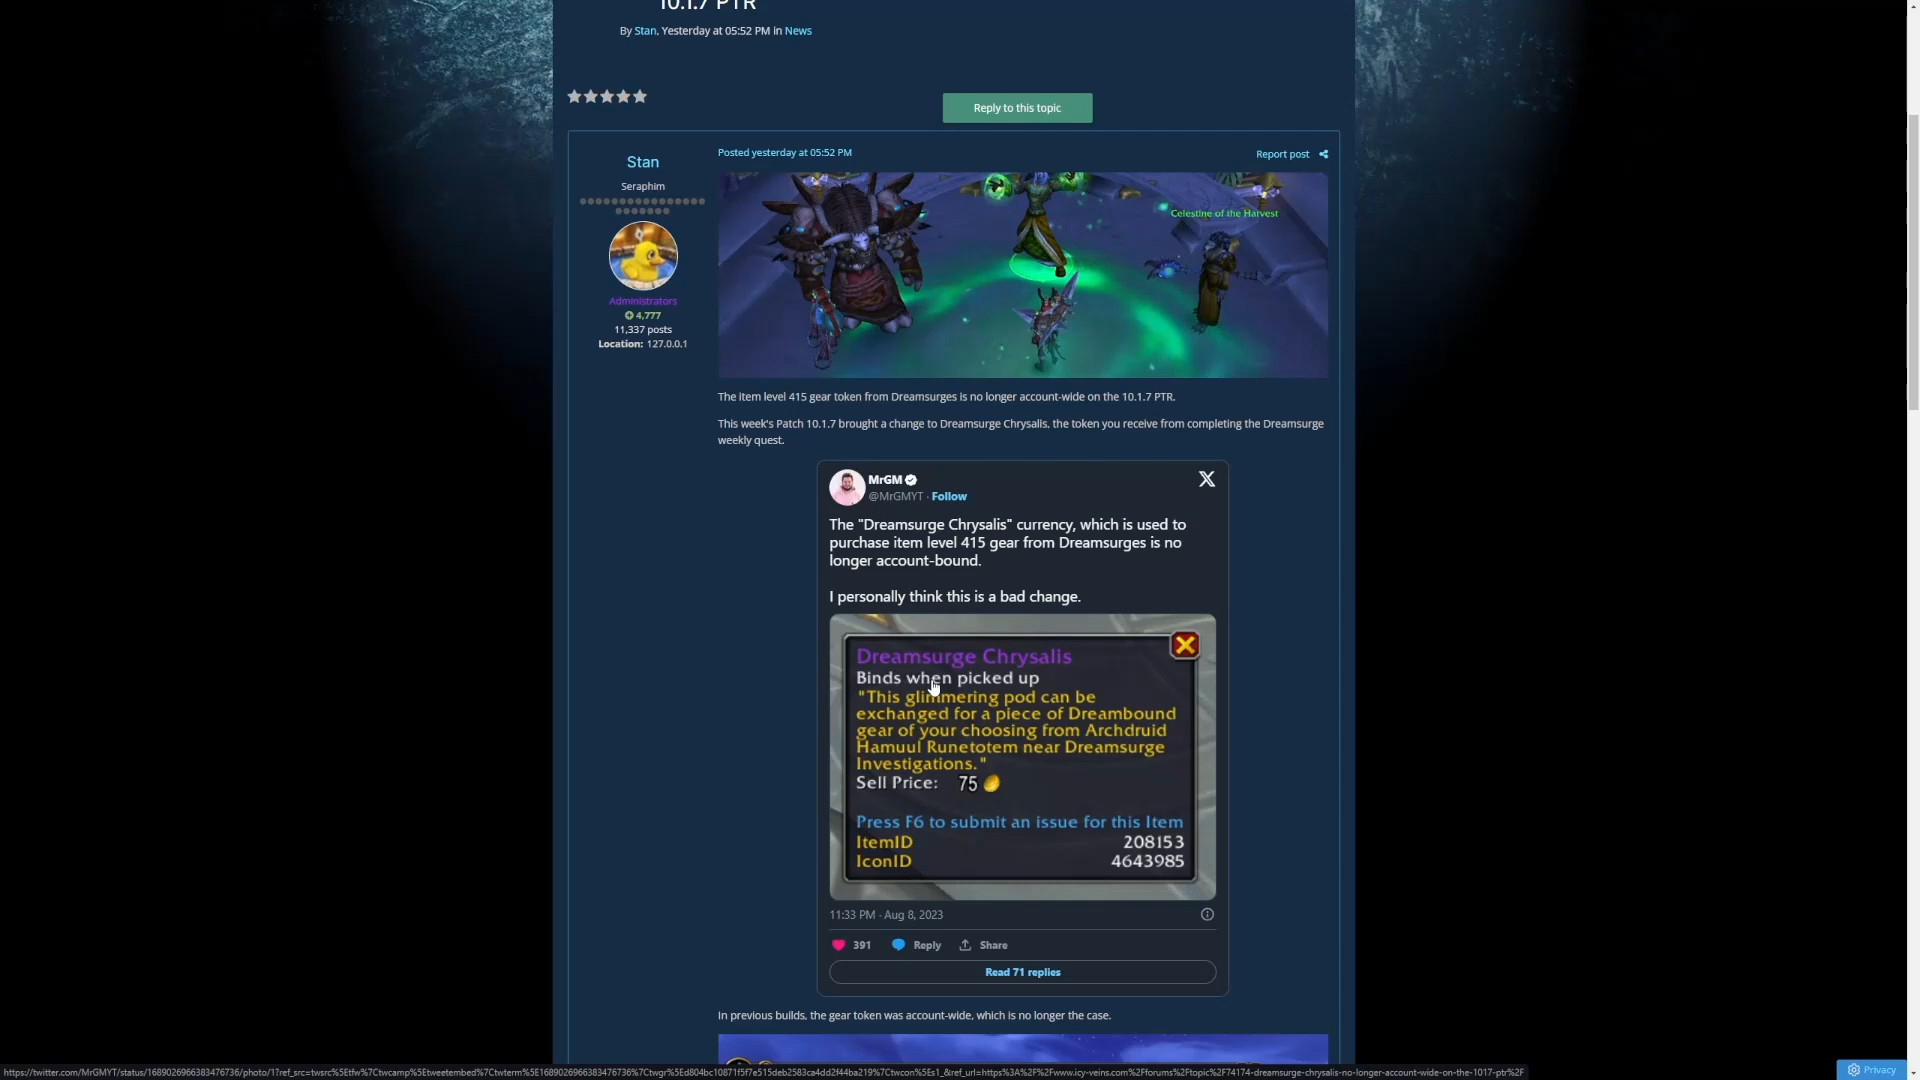 10.1.7 PTR
By Stan, Yesterday at 05:52 PM in News
Reply to this topic
Stan
Seraphim
Administrators
4,777
11,337 posts
Location: 127.0.0.1
Posted yesterday at 05:52 PM
Report post
Celestine of the Harvest
The item level 415 gear token from Dreamsurges is no longer account-wide on the 10.1.7 PTR.
This week's Patch 10.1.7 brought a change to Dreamsurge Chrysalis, the token you receive from completing the Dreamsurge
weekly quest.
MrGM
@MrGMYT · Follow
The "Dreamsurge Chrysalis" currency, which is used to
purchase item level 415 gear from Dreamsurges is no
longer account-bound.
I personally think this is a bad change.
Dreamsurge Chrysalis
Binds when picked up
"This glimmering pod can be
exchanged for a piece of Dreambound
gear of your choosing from Archdruid
Hamuul Runetotem near Dreamsurge
Investigations."
Sell Price: 75
Press F6 to submit an issue for this Item
ItemID 208153
IconID 4643985
11:33 PM · Aug 8, 2023
391 Reply Share
Read 71 replies
In previous builds, the gear token was account-wide, which is no longer the case.
Privacy